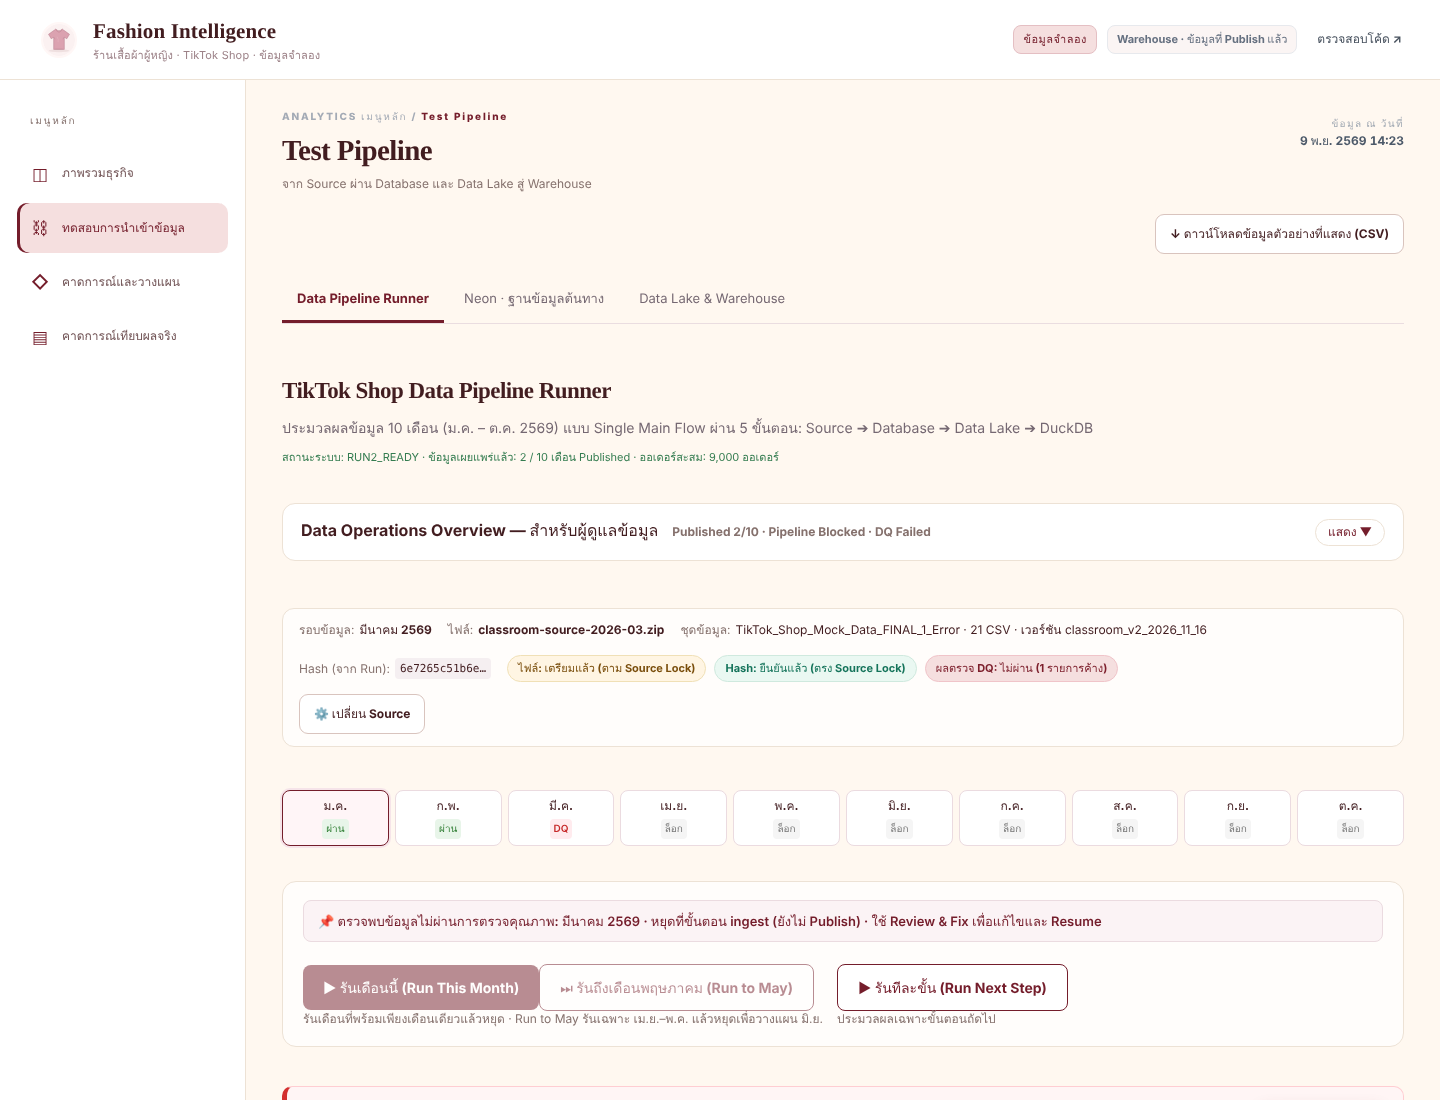 Fashion Intelligence
ร้านเสื้อผ้าผู้หญิง · TikTok Shop · ข้อมูลจำลอง
ข้อมูลจำลอง
Warehouse · ข้อมูลที่ Publish แล้ว
ตรวจสอบโค้ด ↗
เมนูหลัก
ภาพรวมธุรกิจ
ทดสอบการนำเข้าข้อมูล
คาดการณ์และวางแผน
คาดการณ์เทียบผลจริง
ANALYTICS เมนูหลัก / Test Pipeline
Test Pipeline
จาก Source ผ่าน Database และ Data Lake สู่ Warehouse
ข้อมูล ณ วันที่
9 พ.ย. 2569 14:23
↓ ดาวน์โหลดข้อมูลตัวอย่างที่แสดง (CSV)
Data Pipeline Runner
Neon · ฐานข้อมูลต้นทาง
Data Lake & Warehouse
TikTok Shop Data Pipeline Runner
ประมวลผลข้อมูล 10 เดือน (ม.ค. – ต.ค. 2569) แบบ Single Main Flow ผ่าน 5 ขั้นตอน: Source ➔ Database ➔ Data Lake ➔ DuckDB
สถานะระบบ: RUN2_READY · ข้อมูลเผยแพร่แล้ว: 2 / 10 เดือน Published · ออเดอร์สะสม: 9,000 ออเดอร์
Data Operations Overview — สำหรับผู้ดูแลข้อมูล Published 2/10 · Pipeline Blocked · DQ Failed
แสดง ▼
รอบข้อมูล: มีนาคม 2569 ไฟล์: classroom-source-2026-03.zip ชุดข้อมูล: TikTok_Shop_Mock_Data_FINAL_1_Error · 21 CSV · เวอร์ชัน classroom_v2_2026_11_16
Hash (จาก Run): 6e7265c51b6e… ไฟล์: เตรียมแล้ว (ตาม Source Lock) Hash: ยืนยันแล้ว (ตรง Source Lock) ผลตรวจ DQ: ไม่ผ่าน (1 รายการค้าง)
⚙️ เปลี่ยน Source
ม.ค. ก.พ. มี.ค. เม.ย. พ.ค. มิ.ย. ก.ค. ส.ค. ก.ย. ต.ค.
ผ่าน ผ่าน DQ ล็อก ล็อก ล็อก ล็อก ล็อก ล็อก ล็อก
📌 ตรวจพบข้อมูลไม่ผ่านการตรวจคุณภาพ: มีนาคม 2569 · หยุดที่ขั้นตอน ingest (ยังไม่ Publish) · ใช้ Review & Fix เพื่อแก้ไขและ Resume
▶ รันเดือนนี้ (Run This Month)
⏭ รันถึงเดือนพฤษภาคม (Run to May)
▶ รันทีละขั้น (Run Next Step)
รันเดือนที่พร้อมเพียงเดือนเดียวแล้วหยุด · Run to May รันเฉพาะ เม.ย.–พ.ค. แล้วหยุดเพื่อวางแผน มิ.ย.
ประมวลผลเฉพาะขั้นตอนถัดไป